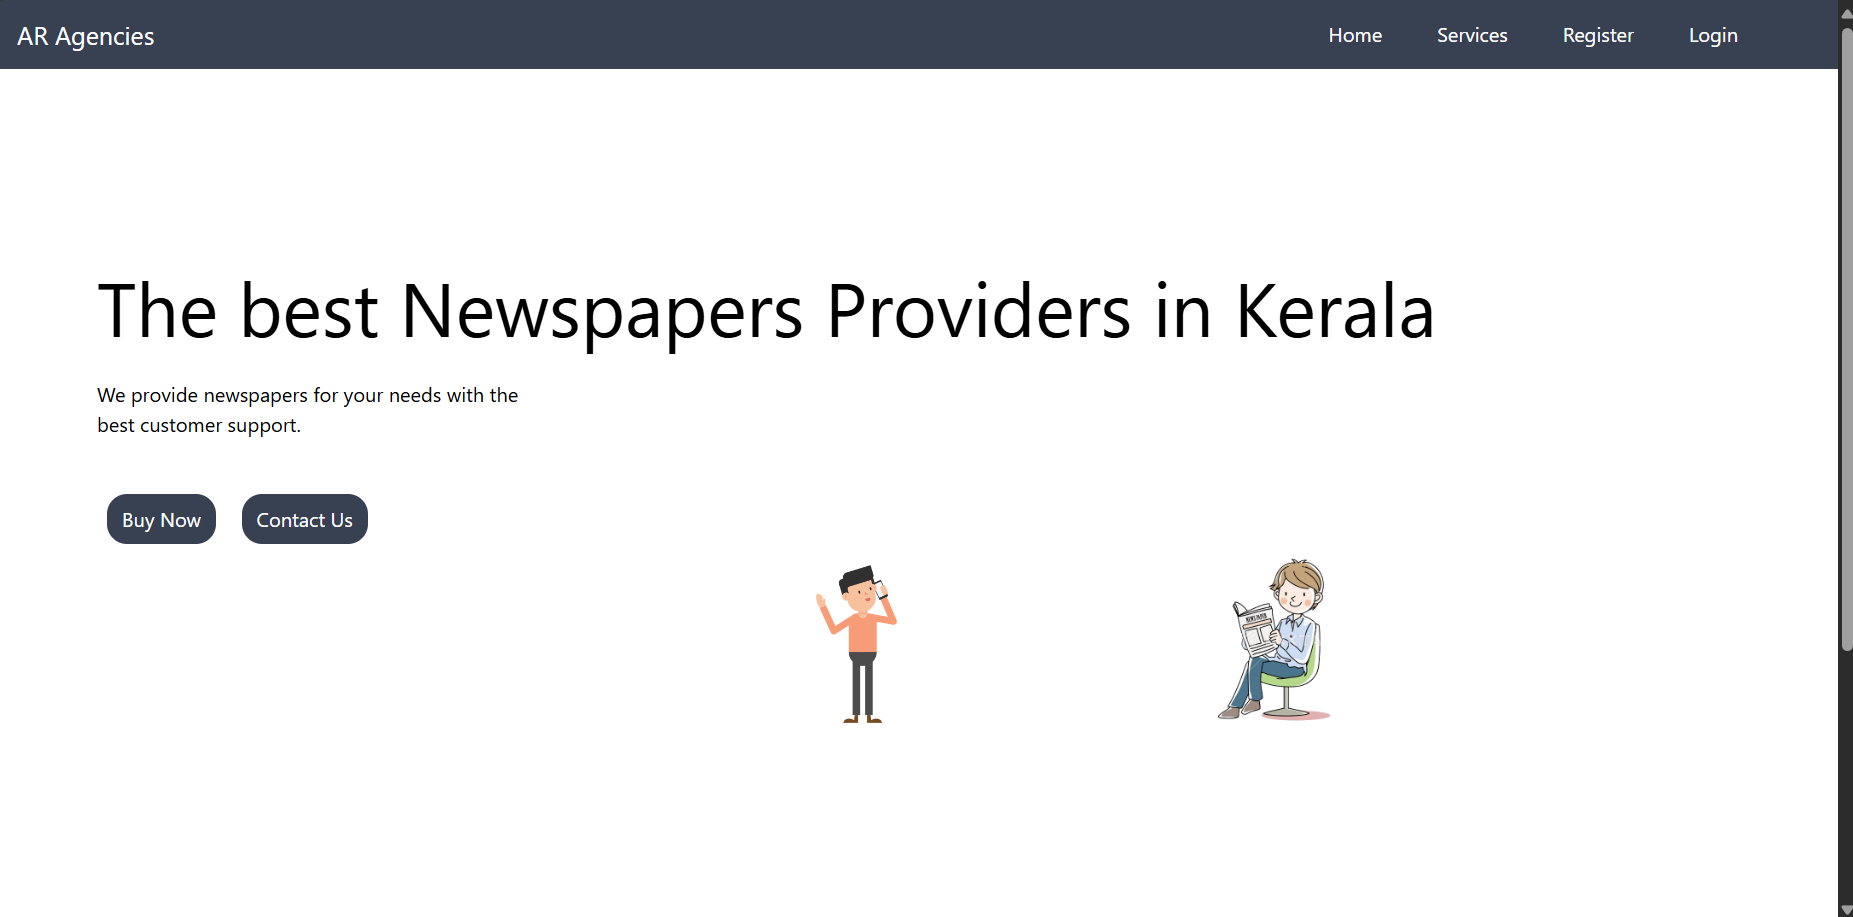 AR Agencies
Home
Services
Register
Login
The best Newspapers Providers in Kerala
We provide newspapers for your needs with the
best customer support.
Buy Now
Contact Us
NEWSPAPER